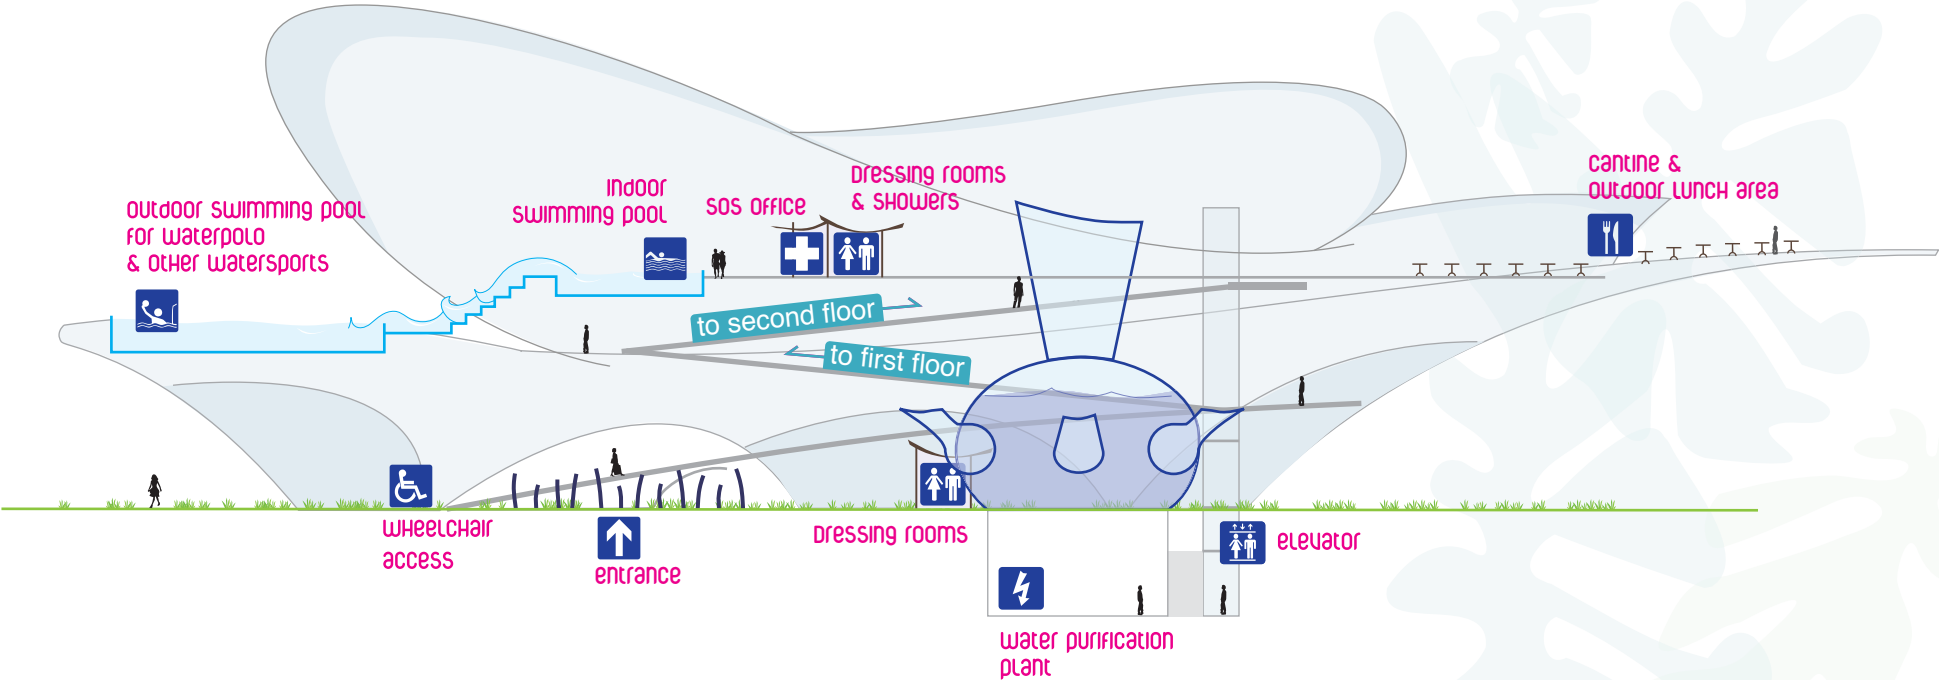 Outdoor swimming pool
for waterpolo
& other watersports
Indoor
swimming pool
SOS Office
Dressing rooms
& showers
Cantine &
outdoor lunch area
to second floor
to first floor
Wheelchair
access
Entrance
Dressing rooms
Elevator
Water purification
plant